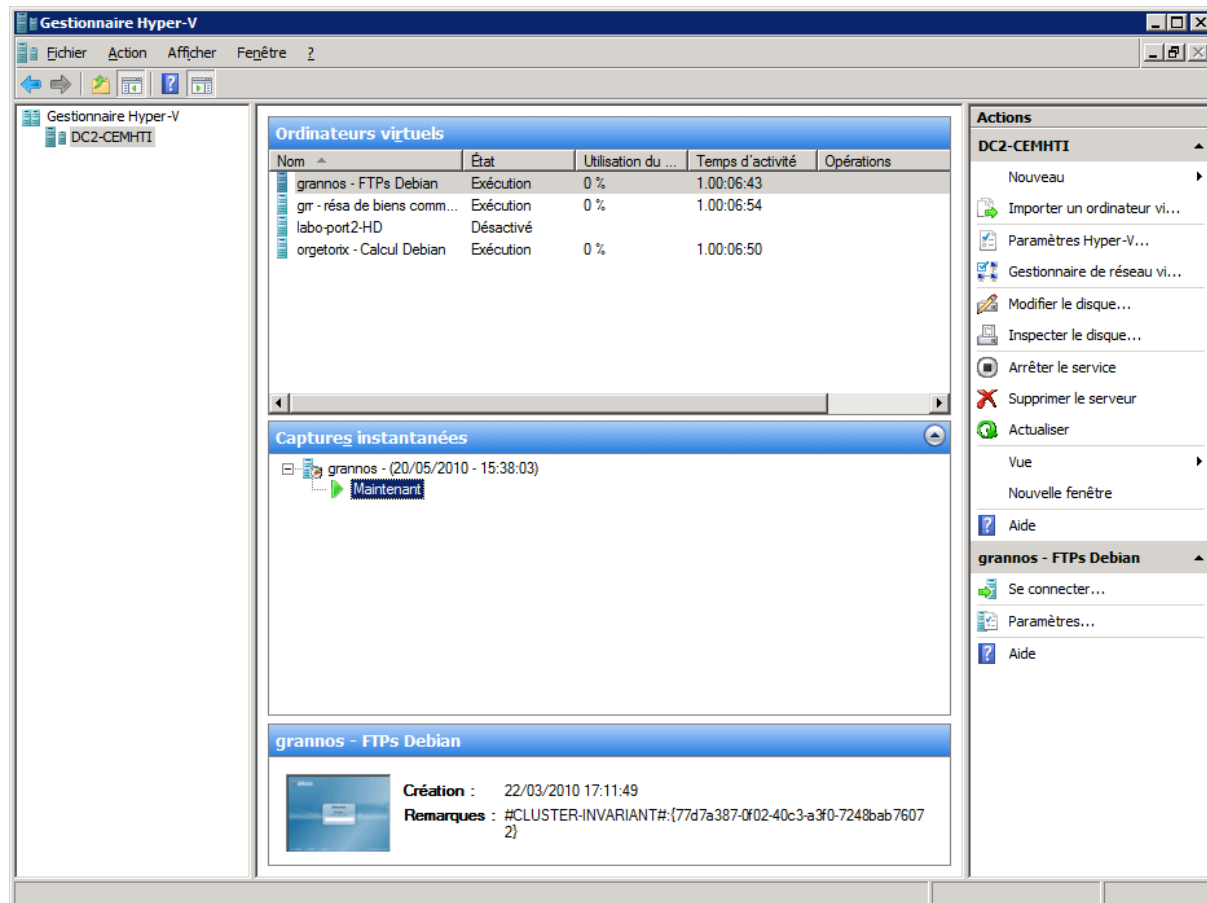 Gestionnaire Hyper-V
Fichier Action Afficher Fenêtre ?
Gestionnaire Hyper-V
DC2-CEMHTI
Ordinateurs virtuels
Nom État Utilisation du ... Temps d'activité Opérations
grannos - FTPs Debian Exécution 0 % 1.00:06:43
grr - résa de biens comm... Exécution 0 % 1.00:06:54
labo-port2-HD Désactivé
orgetorix - Calcul Debian Exécution 0 % 1.00:06:50
Captures instantanées
grannos - (20/05/2010 - 15:38:03)
Maintenant
grannos - FTPs Debian
Création : 22/03/2010 17:11:49
Remarques : #CLUSTER-INVARIANT#:{77d7a387-0f02-40c3-a3f0-7248bab7607
2}
Actions
DC2-CEMHTI
Nouveau
Importer un ordinateur vi...
Paramètres Hyper-V...
Gestionnaire de réseau vi...
Modifier le disque...
Inspecter le disque...
Arrêter le service
Supprimer le serveur
Actualiser
Vue
Nouvelle fenêtre
Aide
grannos - FTPs Debian
Se connecter...
Paramètres...
Aide